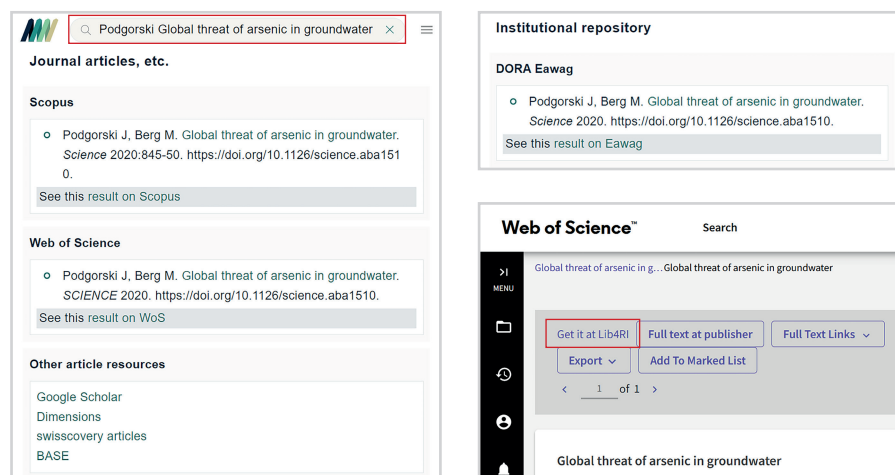 Podgorski Global threat of arsenic in groundwater
Journal articles, etc.
Scopus
Podgorski J, Berg M. Global threat of arsenic in groundwater.
Science 2020:845-50. https://doi.org/10.1126/science.aba151
0.
See this result on Scopus
Web of Science
Podgorski J, Berg M. Global threat of arsenic in groundwater.
SCIENCE 2020. https://doi.org/10.1126/science.aba1510.
See this result on WoS
Other article resources
Google Scholar
Dimensions
swisscovery articles
BASE
Institutional repository
DORA Eawag
Podgorski J, Berg M. Global threat of arsenic in groundwater.
Science 2020. https://doi.org/10.1126/science.aba1510.
See this result on Eawag
Web of Science™ Search
MENU
Global threat of arsenic in g... Global threat of arsenic in groundwater
Get it at Lib4RI Full text at publisher Full Text Links
Export Add To Marked List
1 of 1
Global threat of arsenic in groundwater